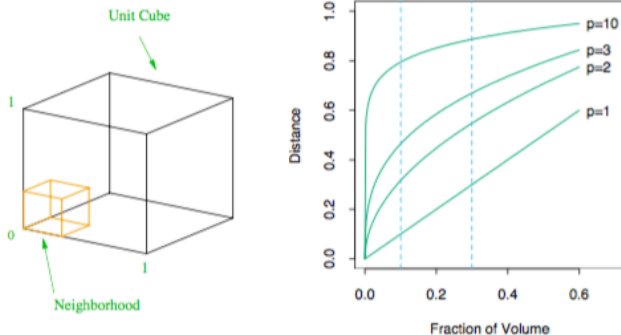 Unit Cube
1
0
1
Neighborhood
Distance
1.0
0.8
0.6
0.4
0.2
0.0
p=10
p=3
p=2
p=1
0.0 0.2 0.4 0.6
Fraction of Volume